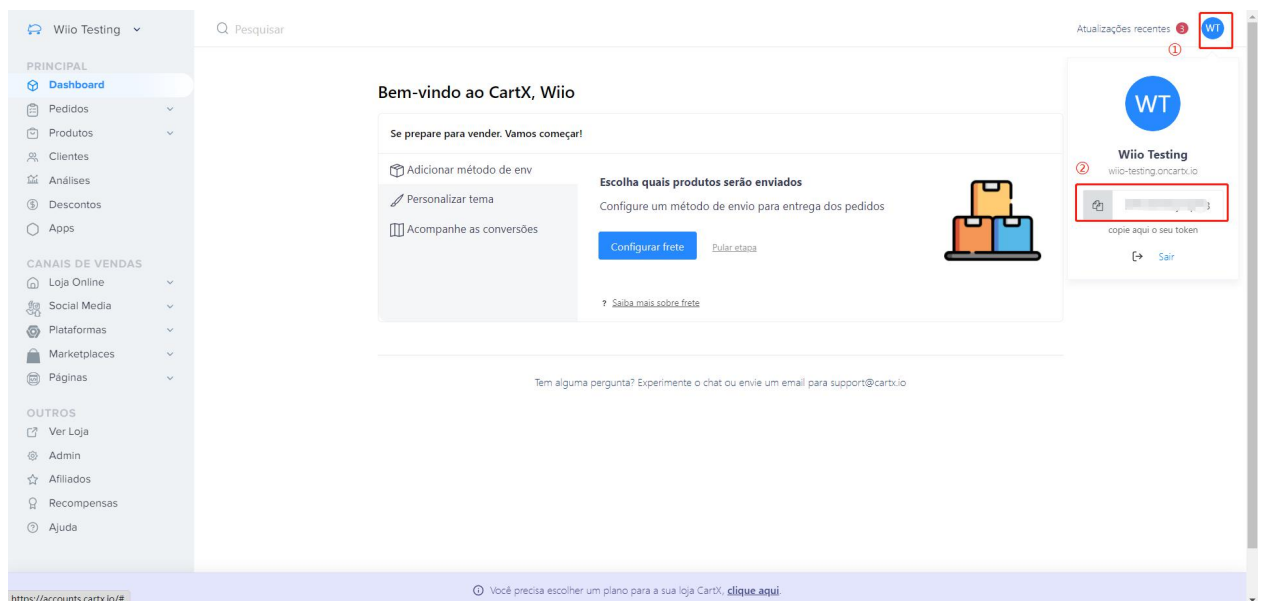 Wiio Testing
Pesquisar
Atualizações recentes 3 WT
①
PRINCIPAL
Dashboard
Pedidos
Produtos
Clientes
Análises
Descontos
Apps
CANAIS DE VENDAS
Loja Online
Social Media
Plataformas
Marketplaces
Páginas
OUTROS
Ver Loja
Admin
Afiliados
Recompensas
Ajuda
Bem-vindo ao CartX, Wiio
Se prepare para vender. Vamos começar!
Adicionar método de env
Personalizar tema
Acompanhe as conversões
Escolha quais produtos serão enviados
Configure um método de envio para entrega dos pedidos
Configurar frete Pular etapa
? Saiba mais sobre frete
Tem alguma pergunta? Experimente o chat ou envie um email para support@cartx.io
WT
Wiio Testing
② wiio-testing.oncartx.io
copie aqui o seu token
Sair
Você precisa escolher um plano para a sua loja CartX, clique aqui.
https://accounts.cartx.io/#